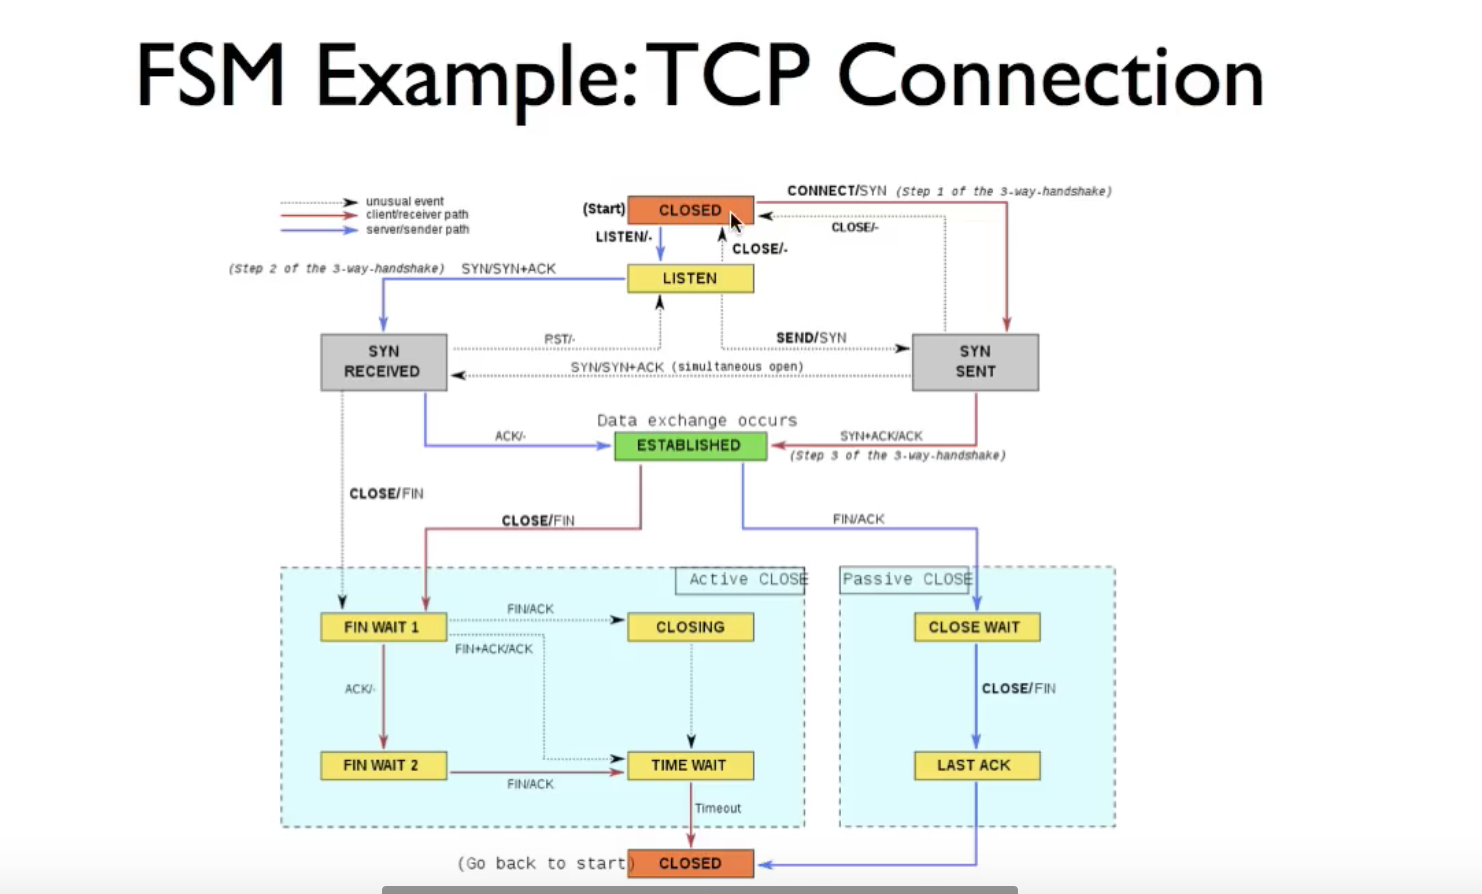 FSM Example: TCP Connection
unusual event
client/receiver path
server/sender path
CONNECT/SYN (Step 1 of the 3-way-handshake)
(Start) CLOSED
CLOSE/-
LISTEN/-
CLOSE/-
(Step 2 of the 3-way-handshake) SYN/SYN+ACK
LISTEN
RST/-
SEND/SYN
SYN
RECEIVED
SYN
SENT
SYN/SYN+ACK (simultaneous open)
Data exchange occurs
ACK/-
ESTABLISHED
SYN+ACK/ACK
(Step 3 of the 3-way-handshake)
CLOSE/FIN
CLOSE/FIN
FIN/ACK
Active CLOSE
Passive CLOSE
FIN WAIT 1
FIN/ACK
CLOSING
CLOSE WAIT
FIN+ACK/ACK
ACK/-
CLOSE/FIN
FIN WAIT 2
TIME WAIT
LAST ACK
FIN/ACK
Timeout
(Go back to start) CLOSED